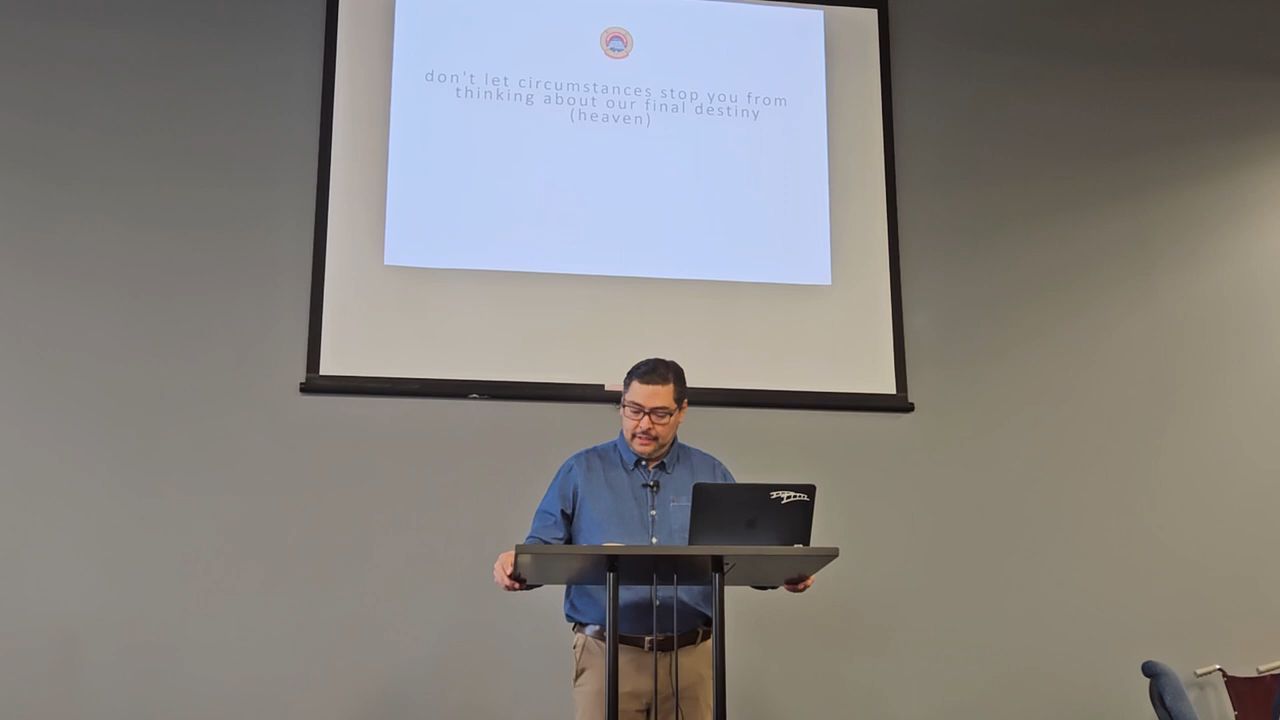 don't let circumstances stop you from
thinking about our final destiny
(heaven)